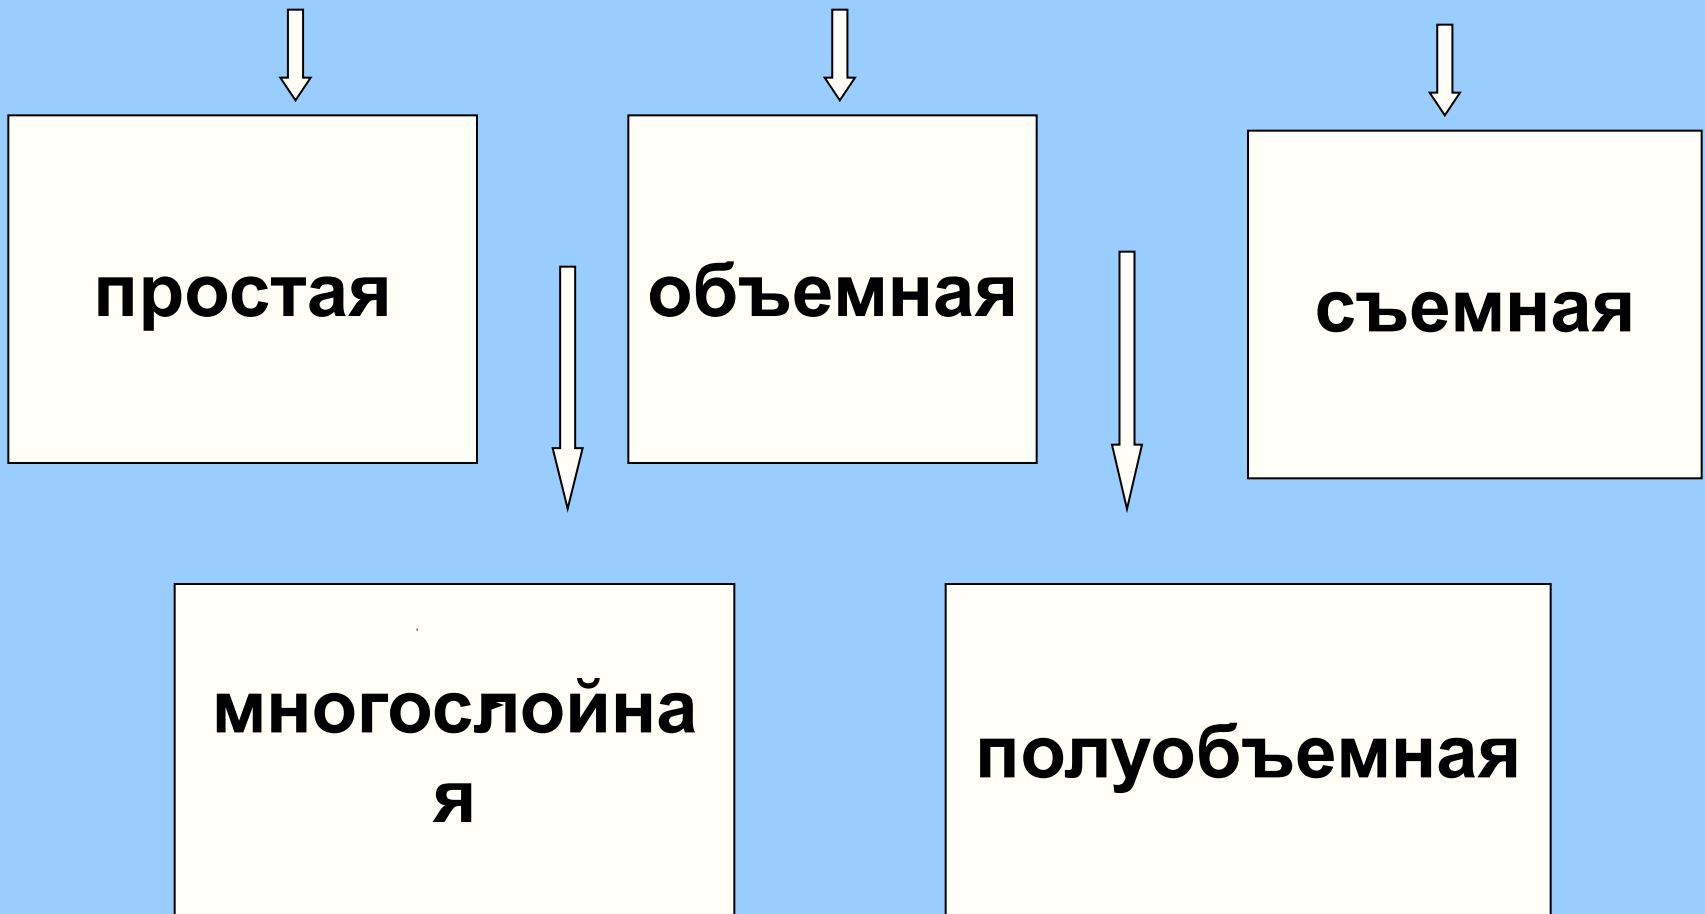 простая
объемная
съемная
многослойна
я
полуобъемная